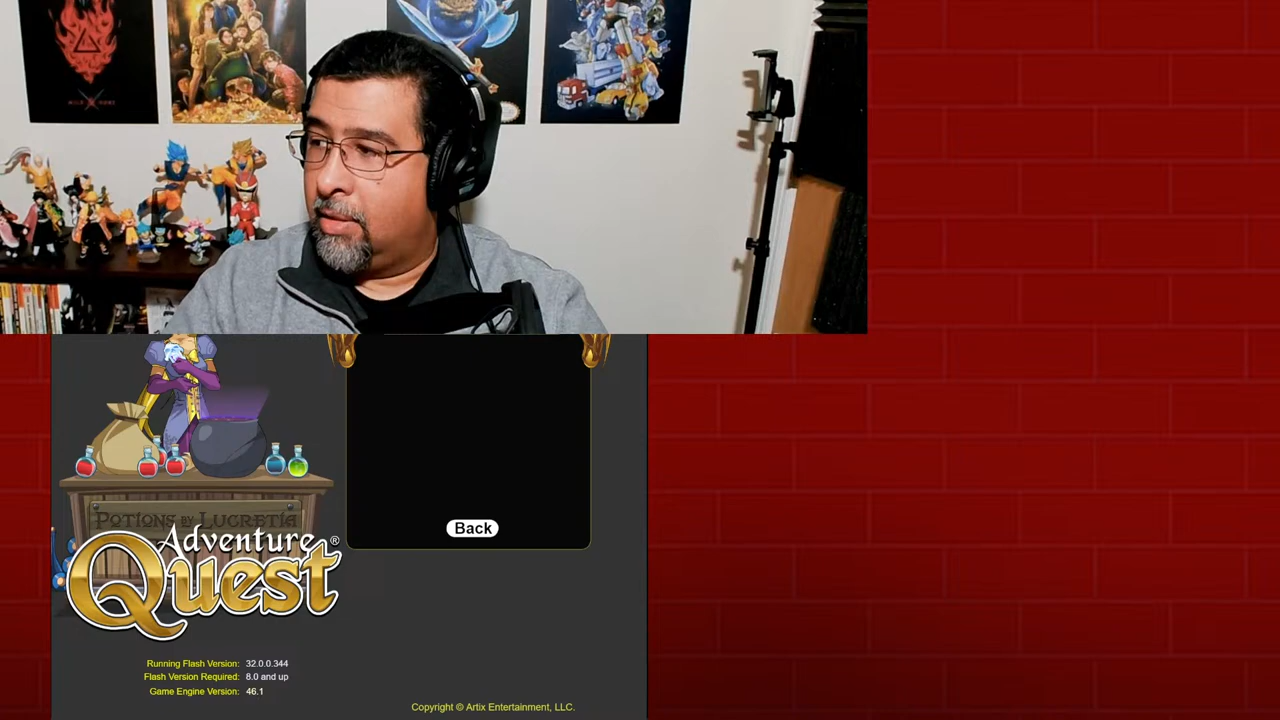 POTIONS BY LUCRETIA
Adventure
Quest®
Back
Running Flash Version: 32.0.0.344
Flash Version Required: 8.0 and up
Game Engine Version: 46.1
Copyright © Artix Entertainment, LLC.